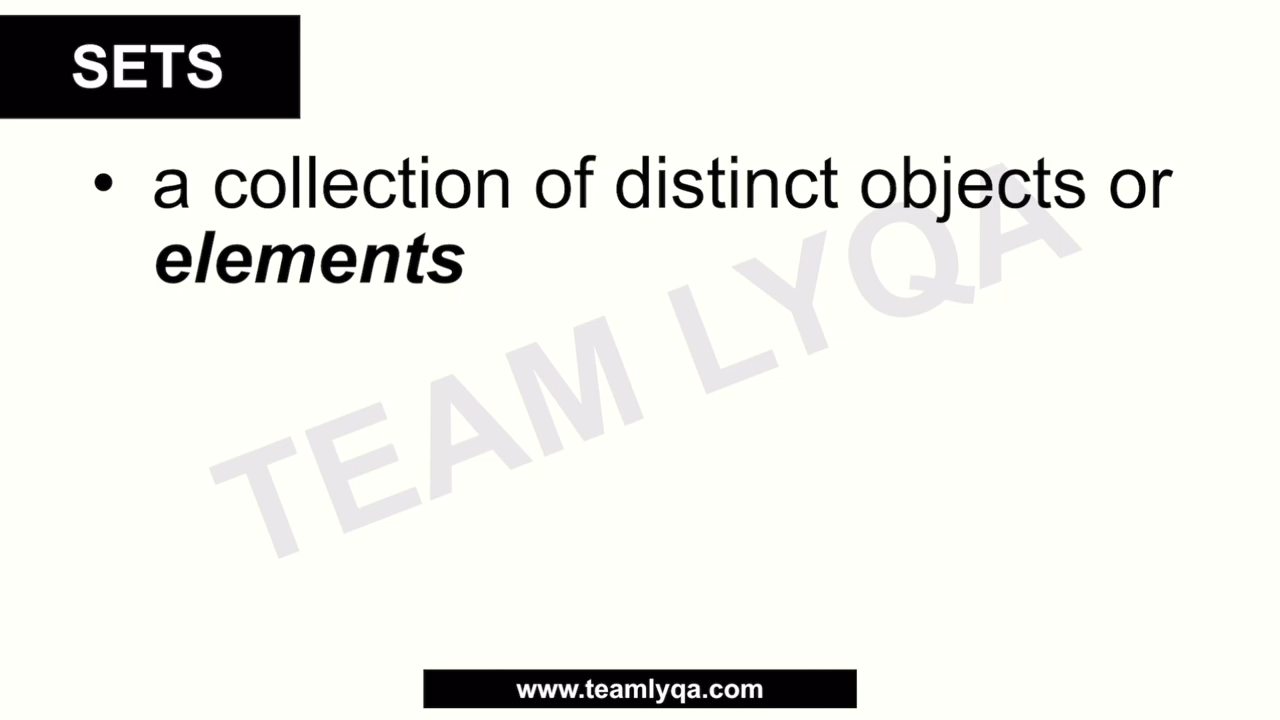 SETS
• a collection of distinct objects or
elements
TEAM LYQA
www.teamlyqa.com